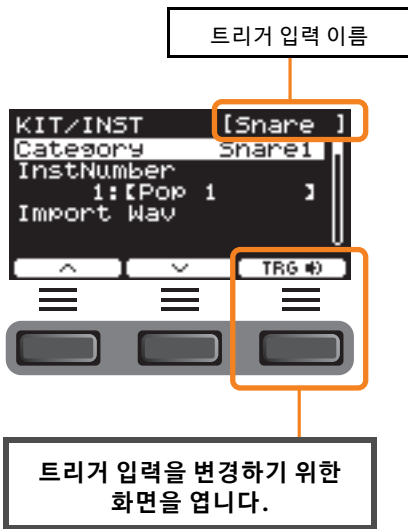 트리거 입력 이름
KIT/INST [Snare ]
Category Snare1
InstNumber
1:[Pop 1 ]
Import Wav
TRG
트리거 입력을 변경하기 위한
화면을 엽니다.